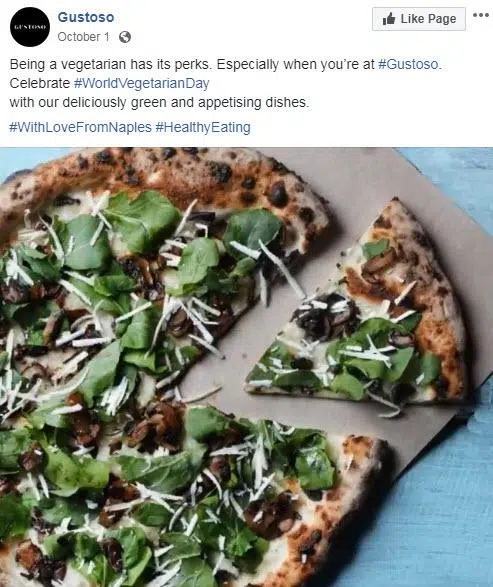 GUSTOSO
Gustoso
October 1
Like Page
Being a vegetarian has its perks. Especially when you're at #Gustoso.
Celebrate #WorldVegetarianDay
with our deliciously green and appetising dishes.
#WithLoveFromNaples #HealthyEating